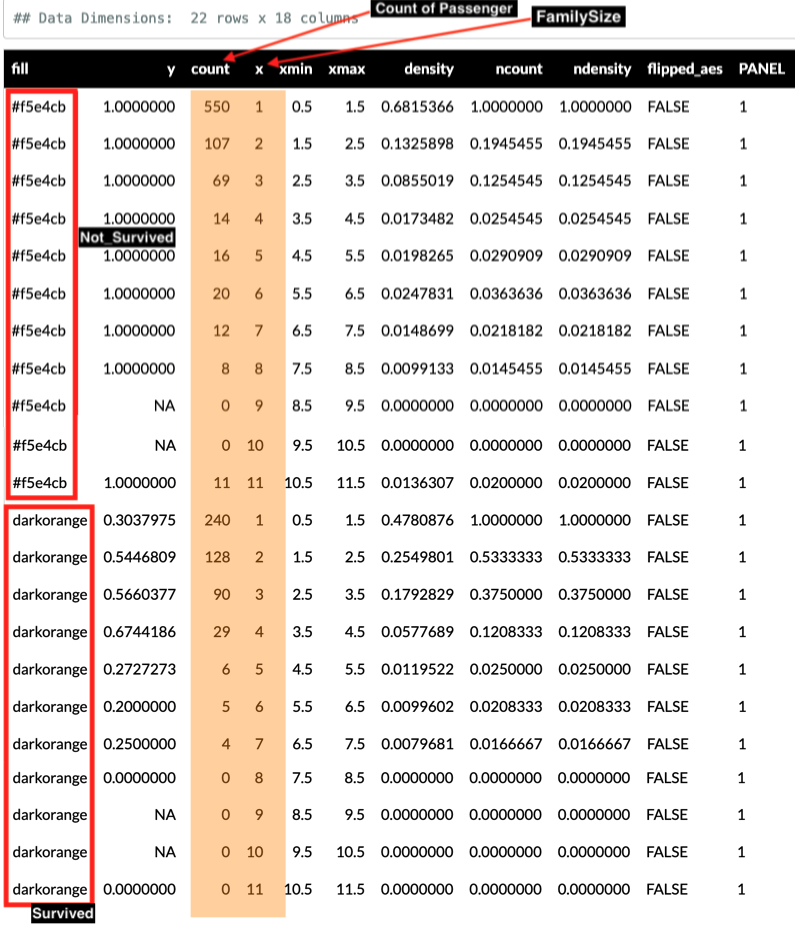 Count of Passenger
## Data Dimensions:  22 rows x 18 columns
FamilySize
fill y count x xmin xmax density ncount ndensity flipped_aes PANEL
#f5e4cb 1.0000000 550 1 0.5 1.5 0.6815366 1.0000000 1.0000000 FALSE 1
#f5e4cb 1.0000000 107 2 1.5 2.5 0.1325898 0.1945455 0.1945455 FALSE 1
#f5e4cb 1.0000000 69 3 2.5 3.5 0.0855019 0.1254545 0.1254545 FALSE 1
#f5e4cb 1.0000000 14 4 3.5 4.5 0.0173482 0.0254545 0.0254545 FALSE 1
Not_Survived
#f5e4cb 1.0000000 16 5 4.5 5.5 0.0198265 0.0290909 0.0290909 FALSE 1
#f5e4cb 1.0000000 20 6 5.5 6.5 0.0247831 0.0363636 0.0363636 FALSE 1
#f5e4cb 1.0000000 12 7 6.5 7.5 0.0148699 0.0218182 0.0218182 FALSE 1
#f5e4cb 1.0000000 8 8 7.5 8.5 0.0099133 0.0145455 0.0145455 FALSE 1
#f5e4cb NA 0 9 8.5 9.5 0.0000000 0.0000000 0.0000000 FALSE 1
#f5e4cb NA 0 10 9.5 10.5 0.0000000 0.0000000 0.0000000 FALSE 1
#f5e4cb 1.0000000 11 11 10.5 11.5 0.0136307 0.0200000 0.0200000 FALSE 1
darkorange 0.3037975 240 1 0.5 1.5 0.4780876 1.0000000 1.0000000 FALSE 1
darkorange 0.5446809 128 2 1.5 2.5 0.2549801 0.5333333 0.5333333 FALSE 1
darkorange 0.5660377 90 3 2.5 3.5 0.1792829 0.3750000 0.3750000 FALSE 1
darkorange 0.6744186 29 4 3.5 4.5 0.0577689 0.1208333 0.1208333 FALSE 1
darkorange 0.2727273 6 5 4.5 5.5 0.0119522 0.0250000 0.0250000 FALSE 1
darkorange 0.2000000 5 6 5.5 6.5 0.0099602 0.0208333 0.0208333 FALSE 1
darkorange 0.2500000 4 7 6.5 7.5 0.0079681 0.0166667 0.0166667 FALSE 1
darkorange 0.0000000 0 8 7.5 8.5 0.0000000 0.0000000 0.0000000 FALSE 1
darkorange NA 0 9 8.5 9.5 0.0000000 0.0000000 0.0000000 FALSE 1
darkorange NA 0 10 9.5 10.5 0.0000000 0.0000000 0.0000000 FALSE 1
darkorange 0.0000000 0 11 10.5 11.5 0.0000000 0.0000000 0.0000000 FALSE 1
Survived